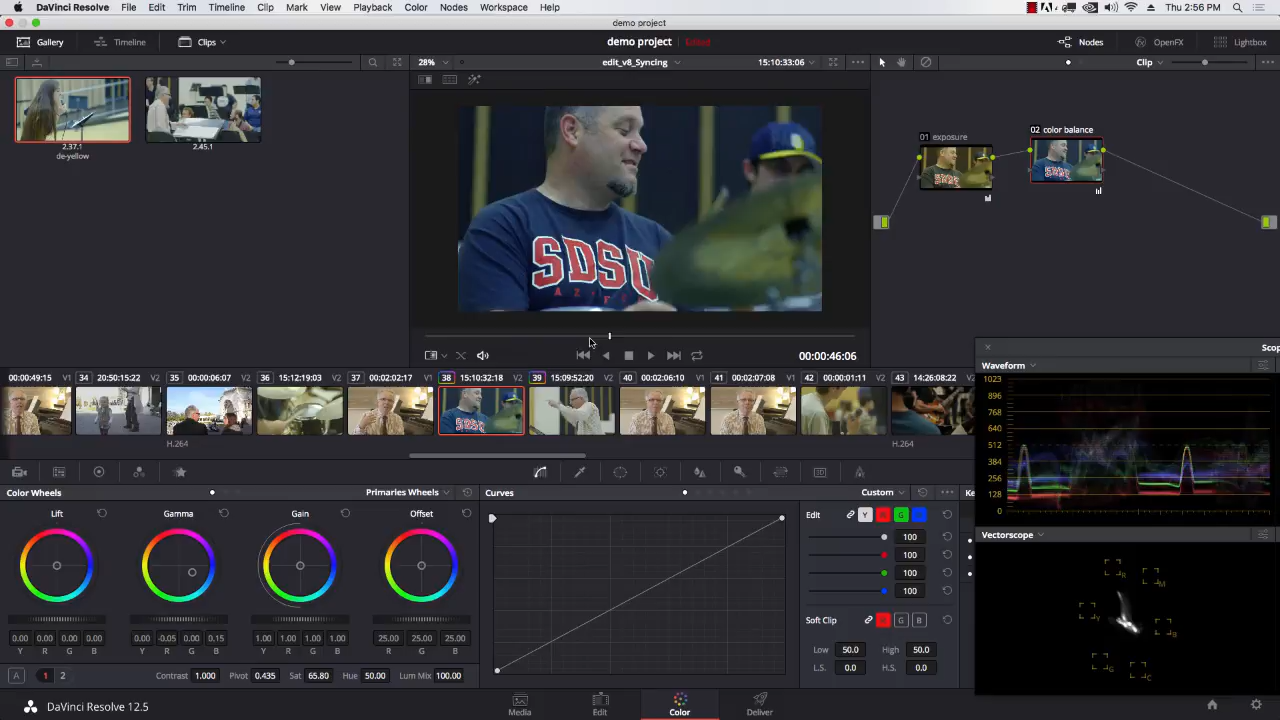 DaVinci Resolve File Edit Trim Timeline Clip Mark View Playback Color Nodes Workspace Help Thu 2:56 PM
demo project
Gallery Timeline Clips demo project Edited Nodes OpenFX Lightbox
28% edit_v8_Syncing 15:10:33:06 Clip
2.37.1
de-yellow
2.45.1
SDSU
AZTE
01 exposure
02 color balance
00:00:46:06
00:00:49:15 V1 34 20:50:15:22 V1 35 00:00:06:07 V1 36 15:12:19:03 V2 37 00:02:02:17 V1 38 15:10:32:18 V2 39 15:09:52:20 V2 40 00:02:06:10 V1 41 00:02:07:08 V1 42 00:00:01:11 V2 43 14:26:08:22 V2
H.264
H.264
Scop
Waveform
1023
896
768
640
512
384
256
128
0
Color Wheels Primaries Wheels
Lift Gamma Gain Offset
0.00 0.00 0.00 0.00 0.00 -0.05 0.00 0.15 1.00 1.00 1.00 1.00 25.00 25.00 25.00
Y R G B Y R G B Y R G B R G B
A 1 2 Contrast 1.000 Pivot 0.435 Sat 65.80 Hue 50.00 Lum Mix 100.00
Curves Custom
Edit Y G
100
100
100
100
Soft Clip G B
Low 50.0 High 50.0
L.S. 0.0 H.S. 0.0
Ke
Vectorscope
R
M
Y
B
G
C
DaVinci Resolve 12.5
Media Edit Color Deliver